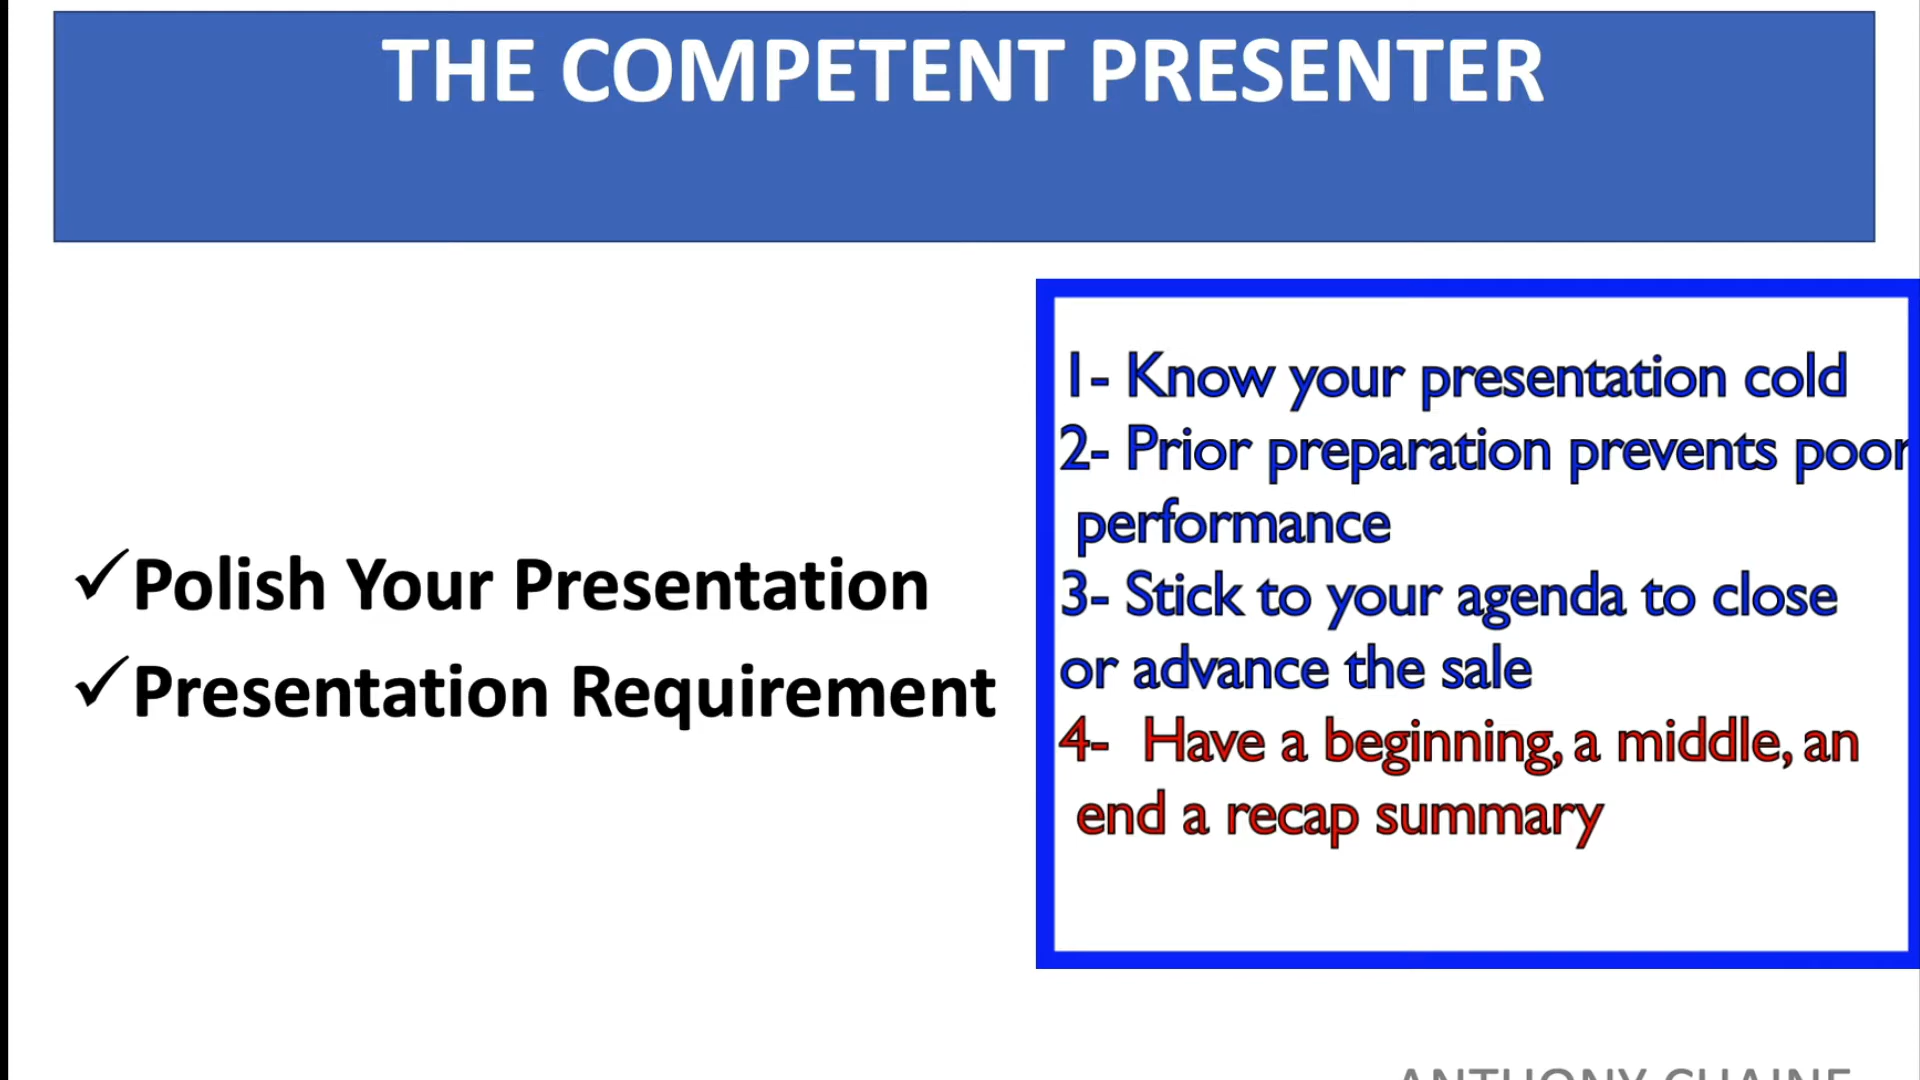 THE COMPETENT PRESENTER
✓Polish Your Presentation
✓Presentation Requirement
1- Know your presentation cold
2- Prior preparation prevents poor
performance
3- Stick to your agenda to close
or advance the sale
4- Have a beginning, a middle, an
end a recap summary
ANTHONY CHAINE